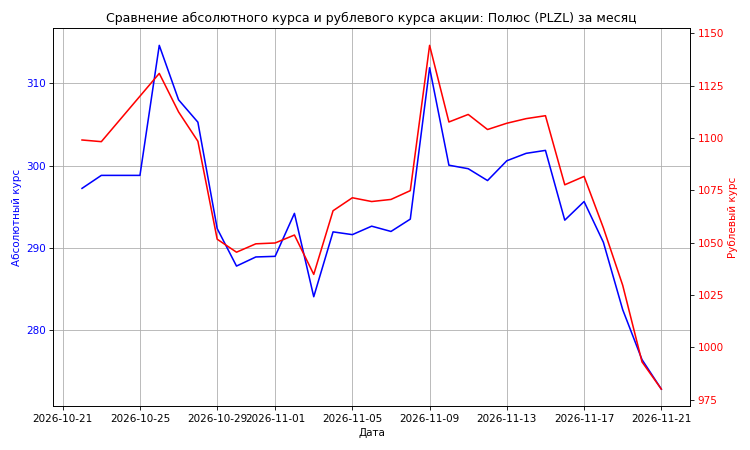 Сравнение абсолютного курса и рублевого курса акции: Полюс (PLZL) за месяц
Абсолютный курс
310
300
290
280
1150
1125
1100
1075
1050
1025
1000
975
Рублевый курс
2026-10-21 2026-10-25 2026-10-29 2026-11-01 2026-11-05 2026-11-09 2026-11-13 2026-11-17 2026-11-21
Дата